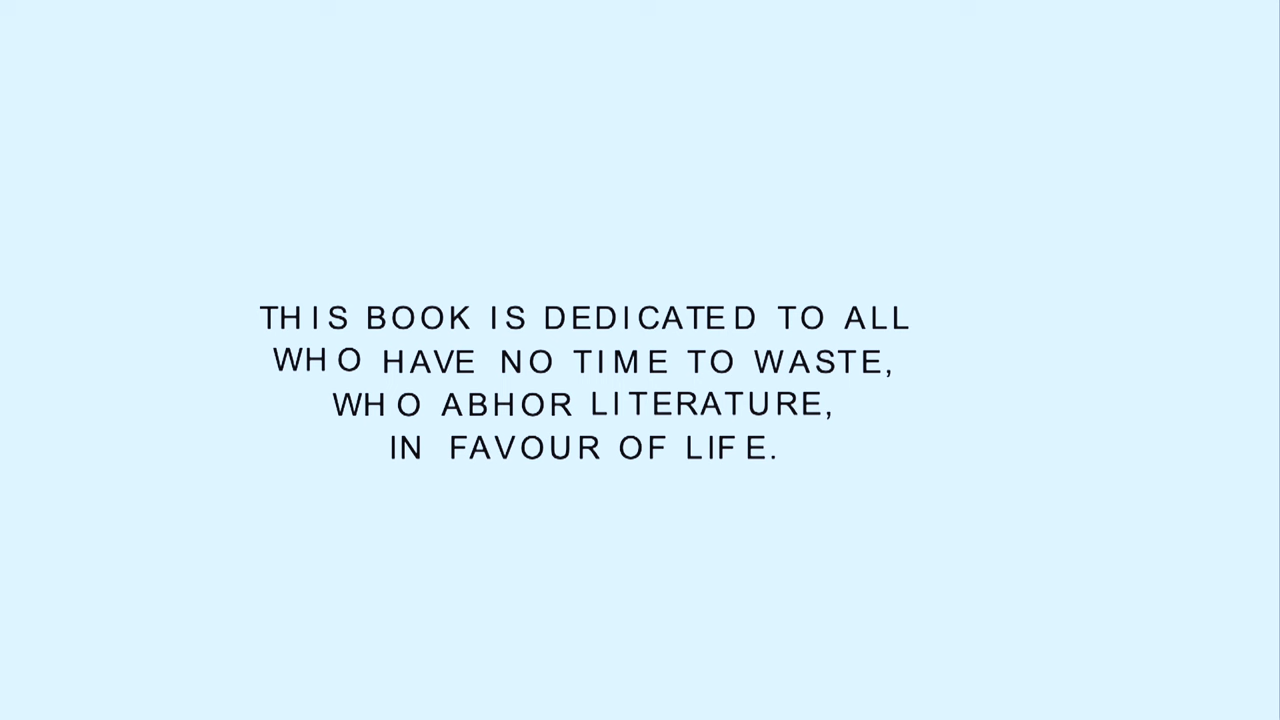 THIS BOOK IS DEDICATED TO ALL
WHO HAVE NO TIME TO WASTE,
WHO ABHOR LITERATURE,
IN FAVOUR OF LIFE.